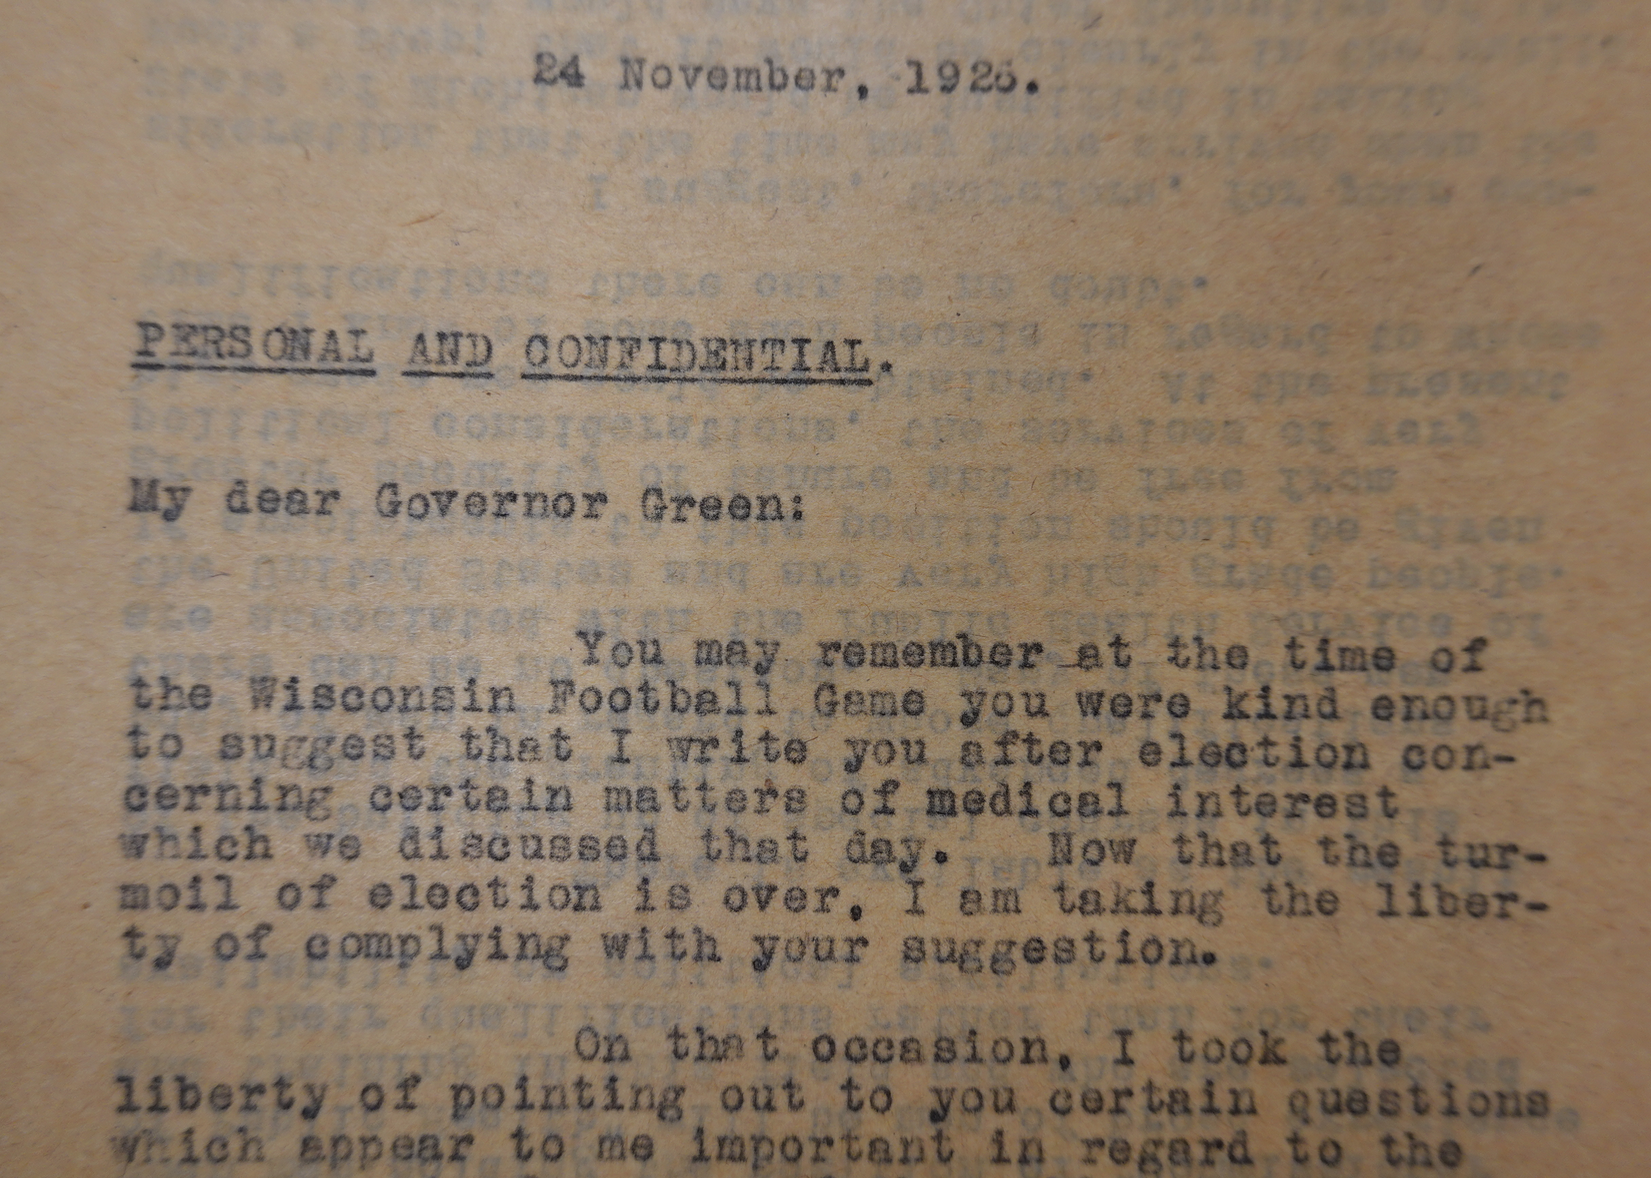 24 November, 1926.
PERSONAL AND CONFIDENTIAL.
My dear Governor Green:
You may remember at the time of
the Wisconsin Football Game you were kind enough
to suggest that I write you after election con-
cerning certain matters of medical interest
which we discussed that day. Now that the tur-
moil of election is over, I am taking the liber-
ty of complying with your suggestion.
On that occasion, I took the
liberty of pointing out to you certain questions
which appear to me important in regard to the